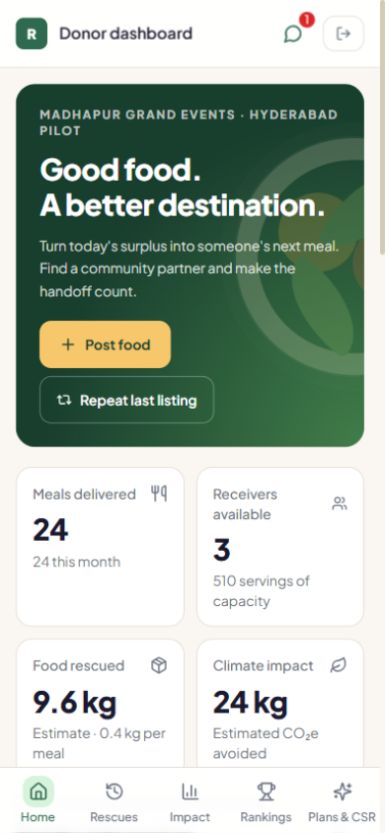 R
Donor dashboard
1
MADHAPUR GRAND EVENTS · HYDERABAD
PILOT
Good food.
A better destination.
Turn today's surplus into someone's next meal.
Find a community partner and make the
handoff count.
+ Post food
Repeat last listing
Meals delivered
24
24 this month
Receivers
available
3
510 servings of
capacity
Food rescued
9.6 kg
Estimate · 0.4 kg per
meal
Climate impact
24 kg
Estimated CO₂e
avoided
Home
Rescues
Impact
Rankings
Plans & CSR